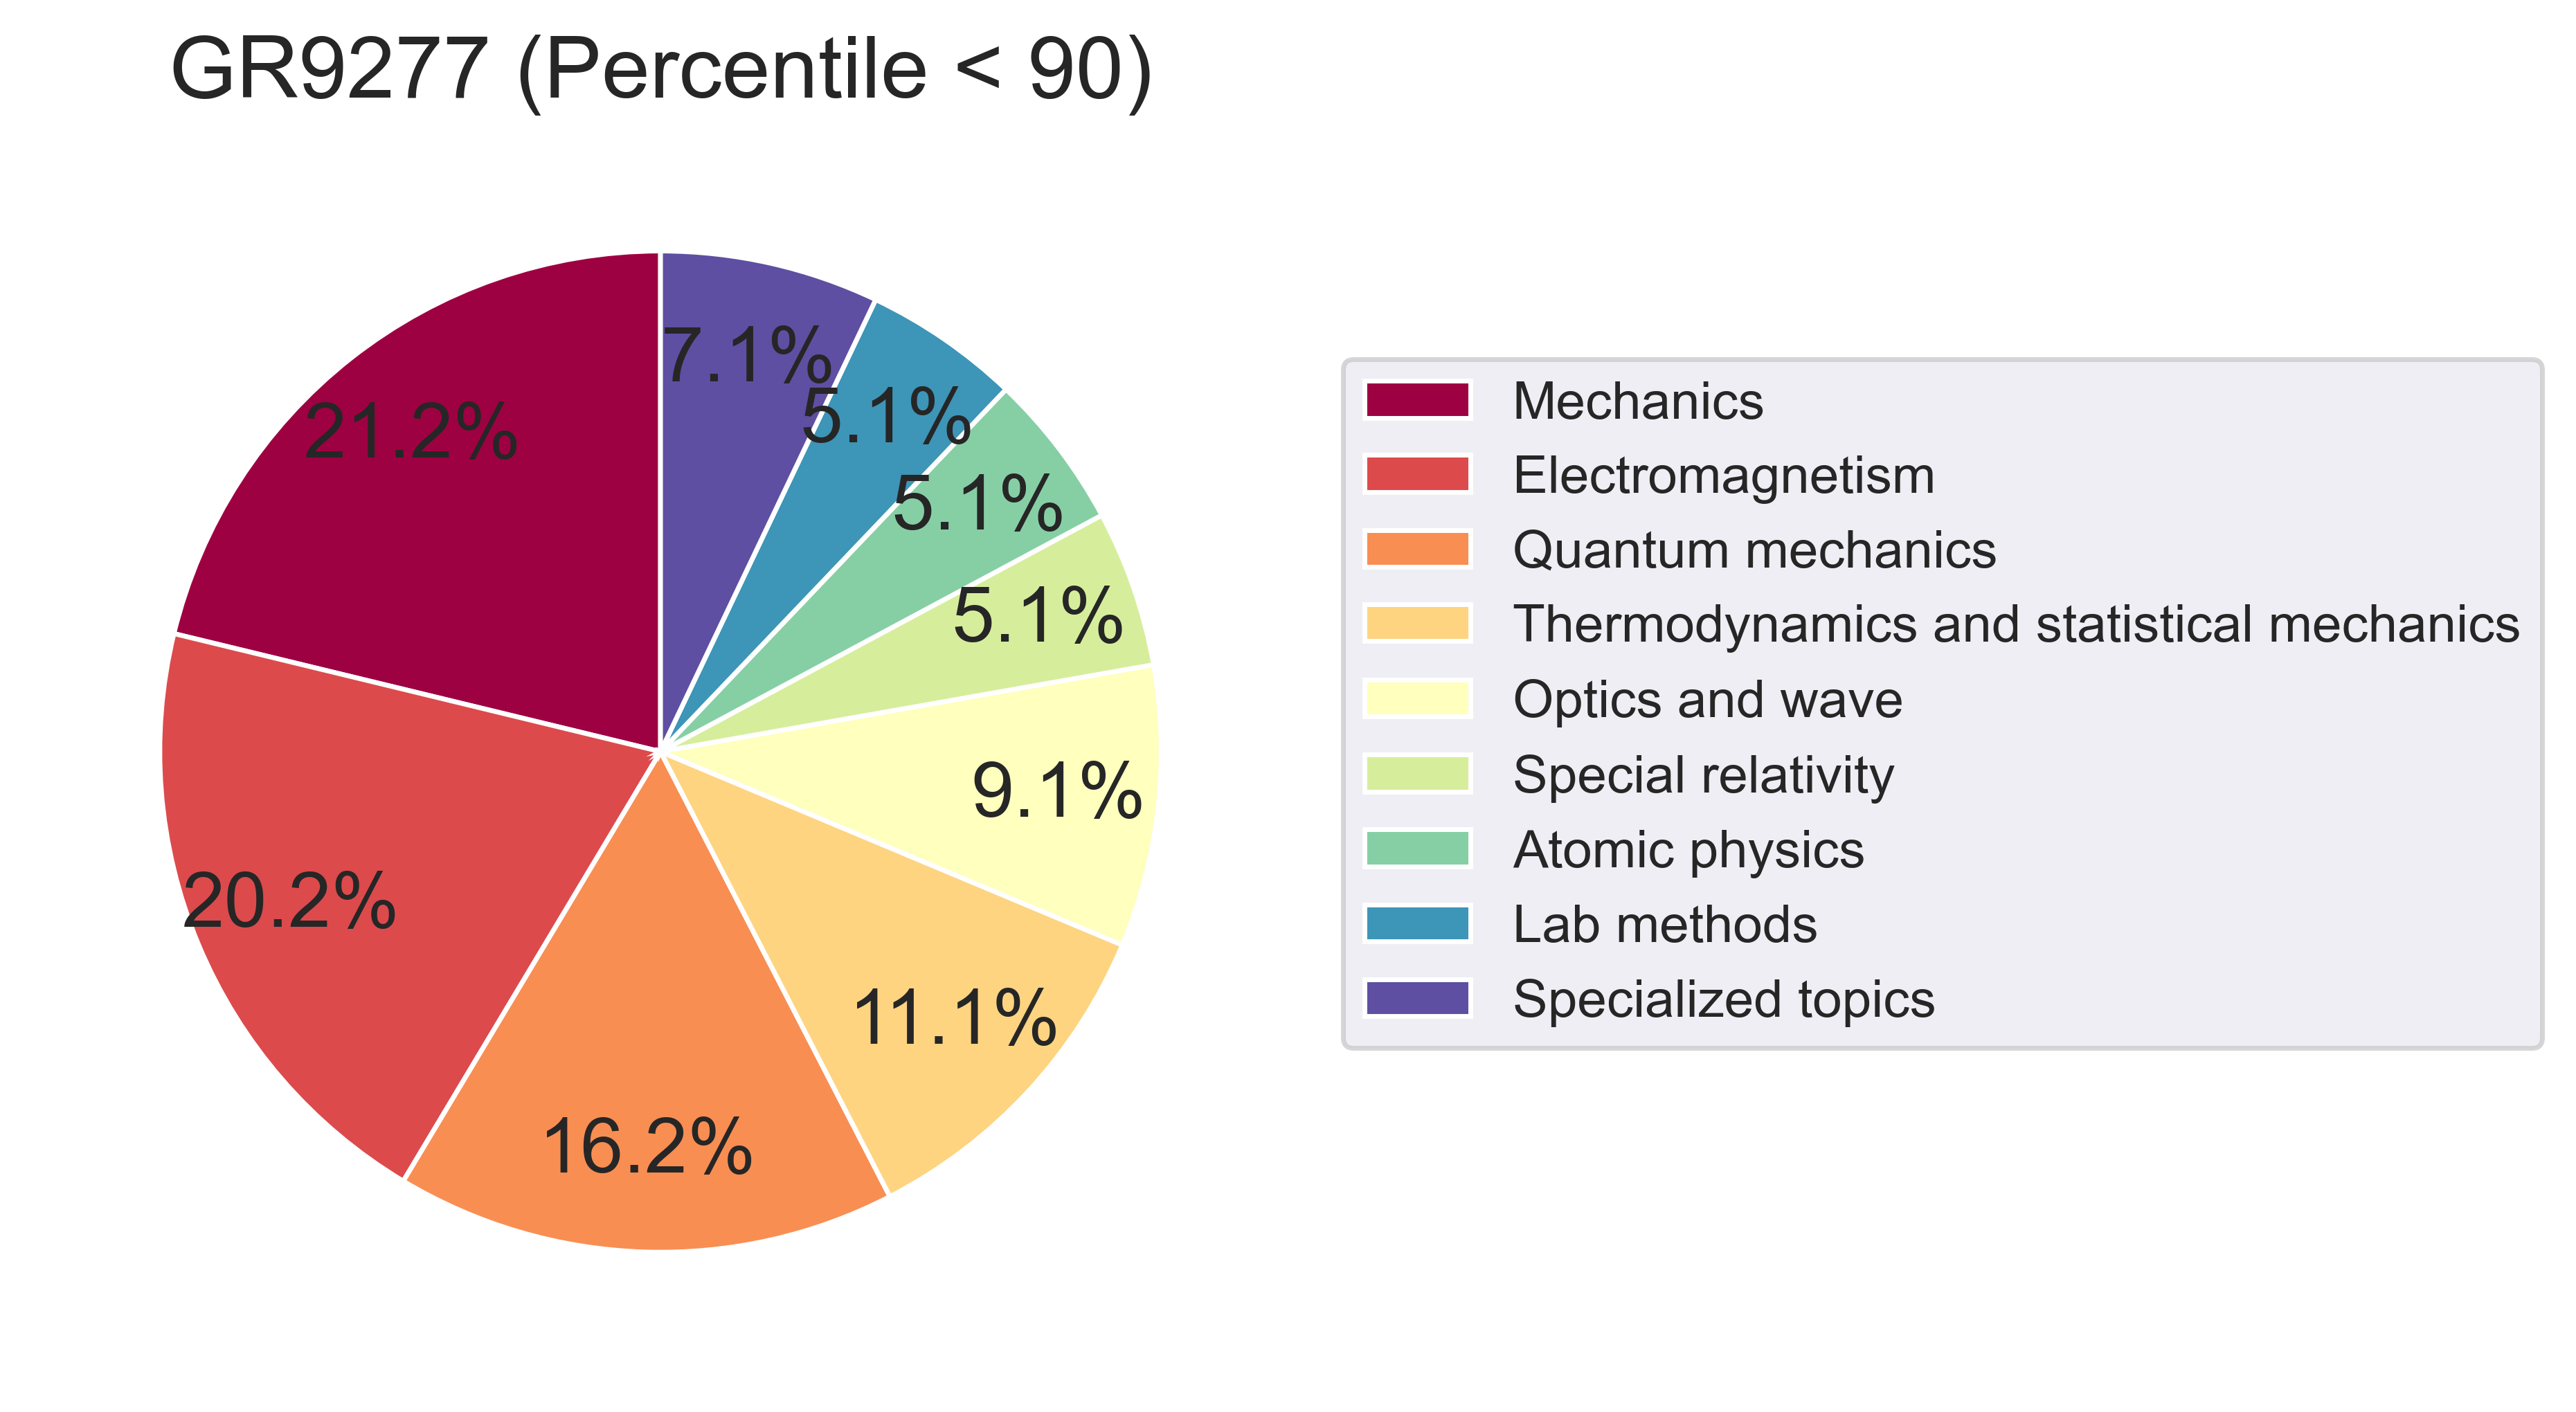 GR9277 (Percentile < 90)
7.1%
5.1%
21.2%
5.1%
5.1%
9.1%
20.2%
11.1%
16.2%
Mechanics
Electromagnetism
Quantum mechanics
Thermodynamics and statistical mechanics
Optics and wave
Special relativity
Atomic physics
Lab methods
Specialized topics